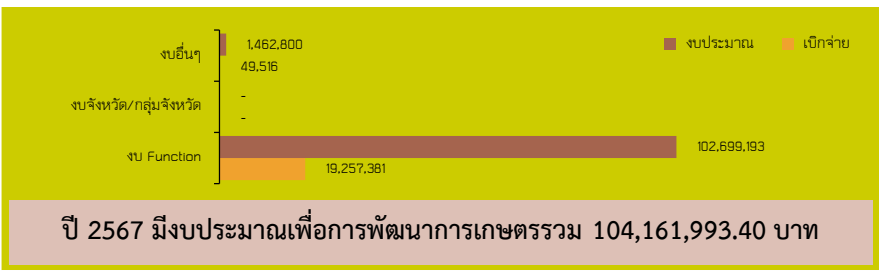 งบประมาณ เบิกจ่าย
งบอื่นๆ 1,462,800
49,516
งบจังหวัด/กลุ่มจังหวัด -
-
งบ Function 102,699,193
19,257,381
ปี 2567 มีงบประมาณเพื่อการพัฒนาการเกษตรรวม 104,161,993.40 บาท